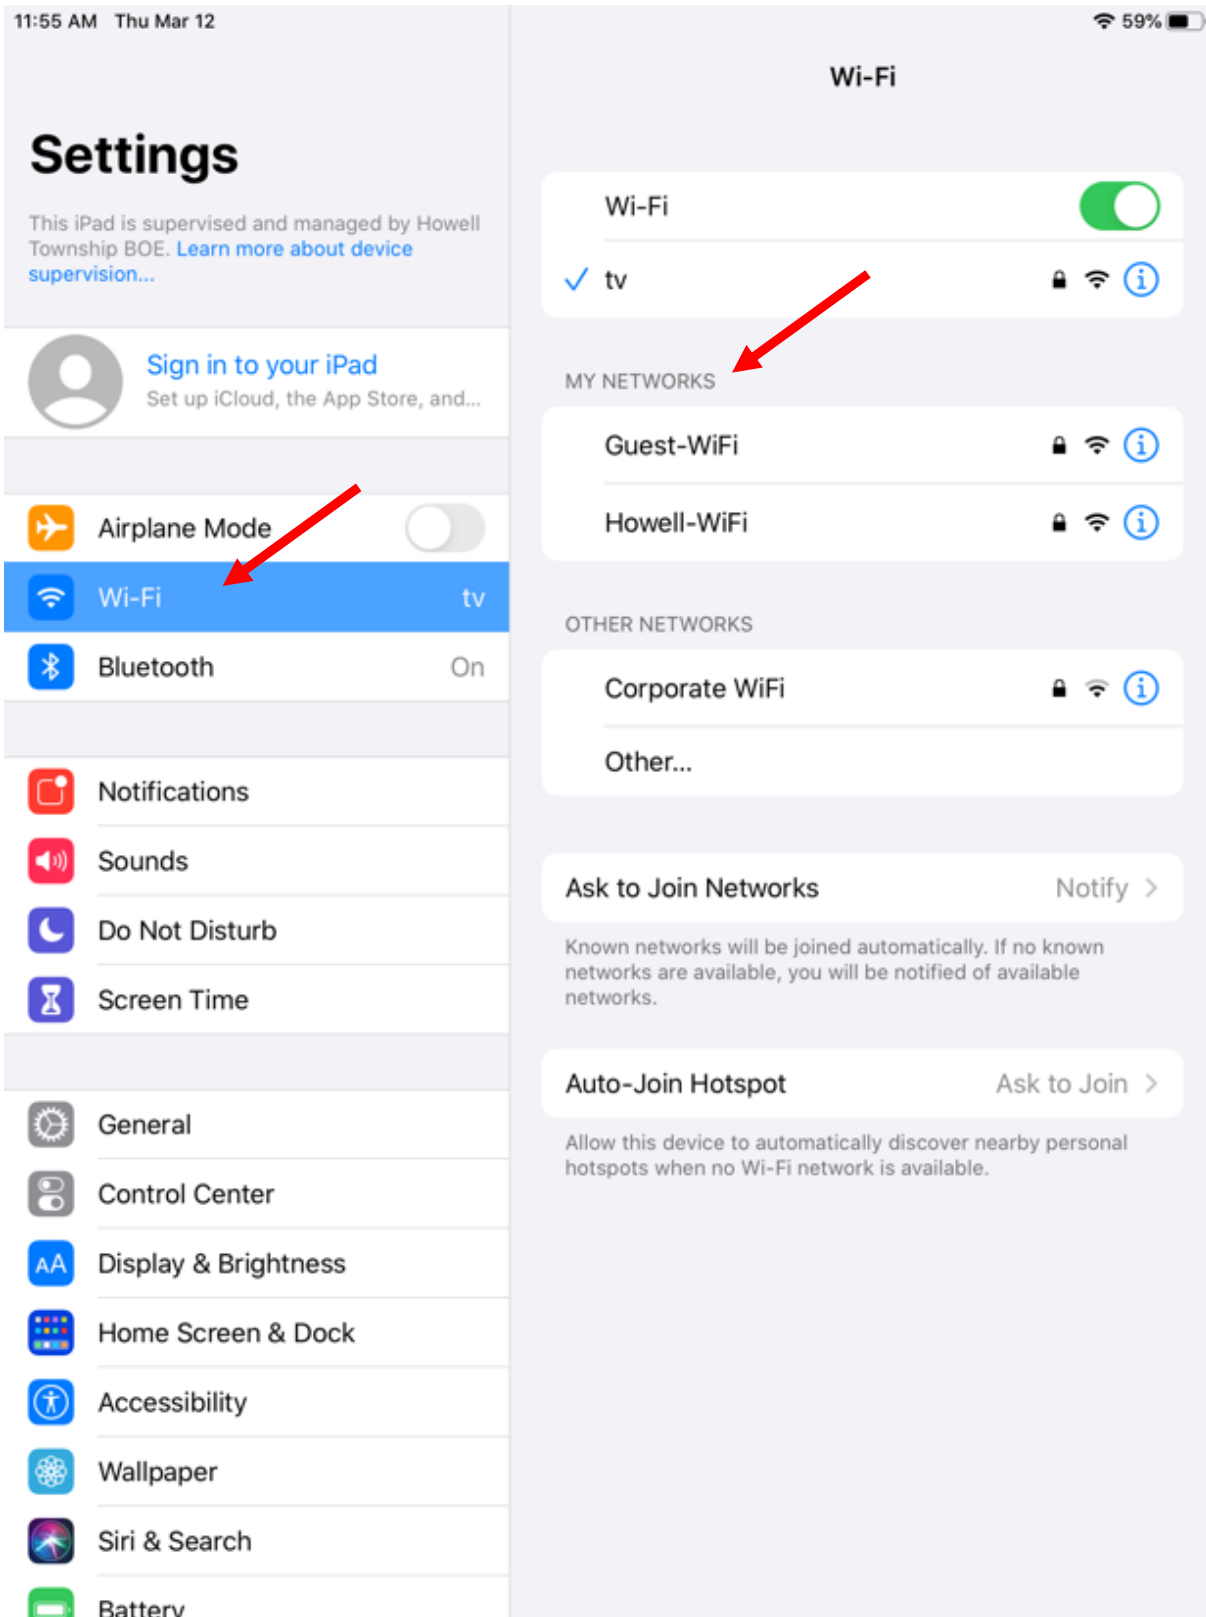 11:55 AM Thu Mar 12
59%
Settings
This iPad is supervised and managed by Howell
Township BOE. Learn more about device
supervision...
Sign in to your iPad
Set up iCloud, the App Store, and...
Airplane Mode
Wi-Fi tv
Bluetooth On
Notifications
Sounds
Do Not Disturb
Screen Time
General
Control Center
AA Display & Brightness
Home Screen & Dock
Accessibility
Wallpaper
Siri & Search
Battery
Wi-Fi
Wi-Fi
tv
MY NETWORKS
Guest-WiFi
Howell-WiFi
OTHER NETWORKS
Corporate WiFi
Other...
Ask to Join Networks Notify
Known networks will be joined automatically. If no known
networks are available, you will be notified of available
networks.
Auto-Join Hotspot Ask to Join
Allow this device to automatically discover nearby personal
hotspots when no Wi-Fi network is available.